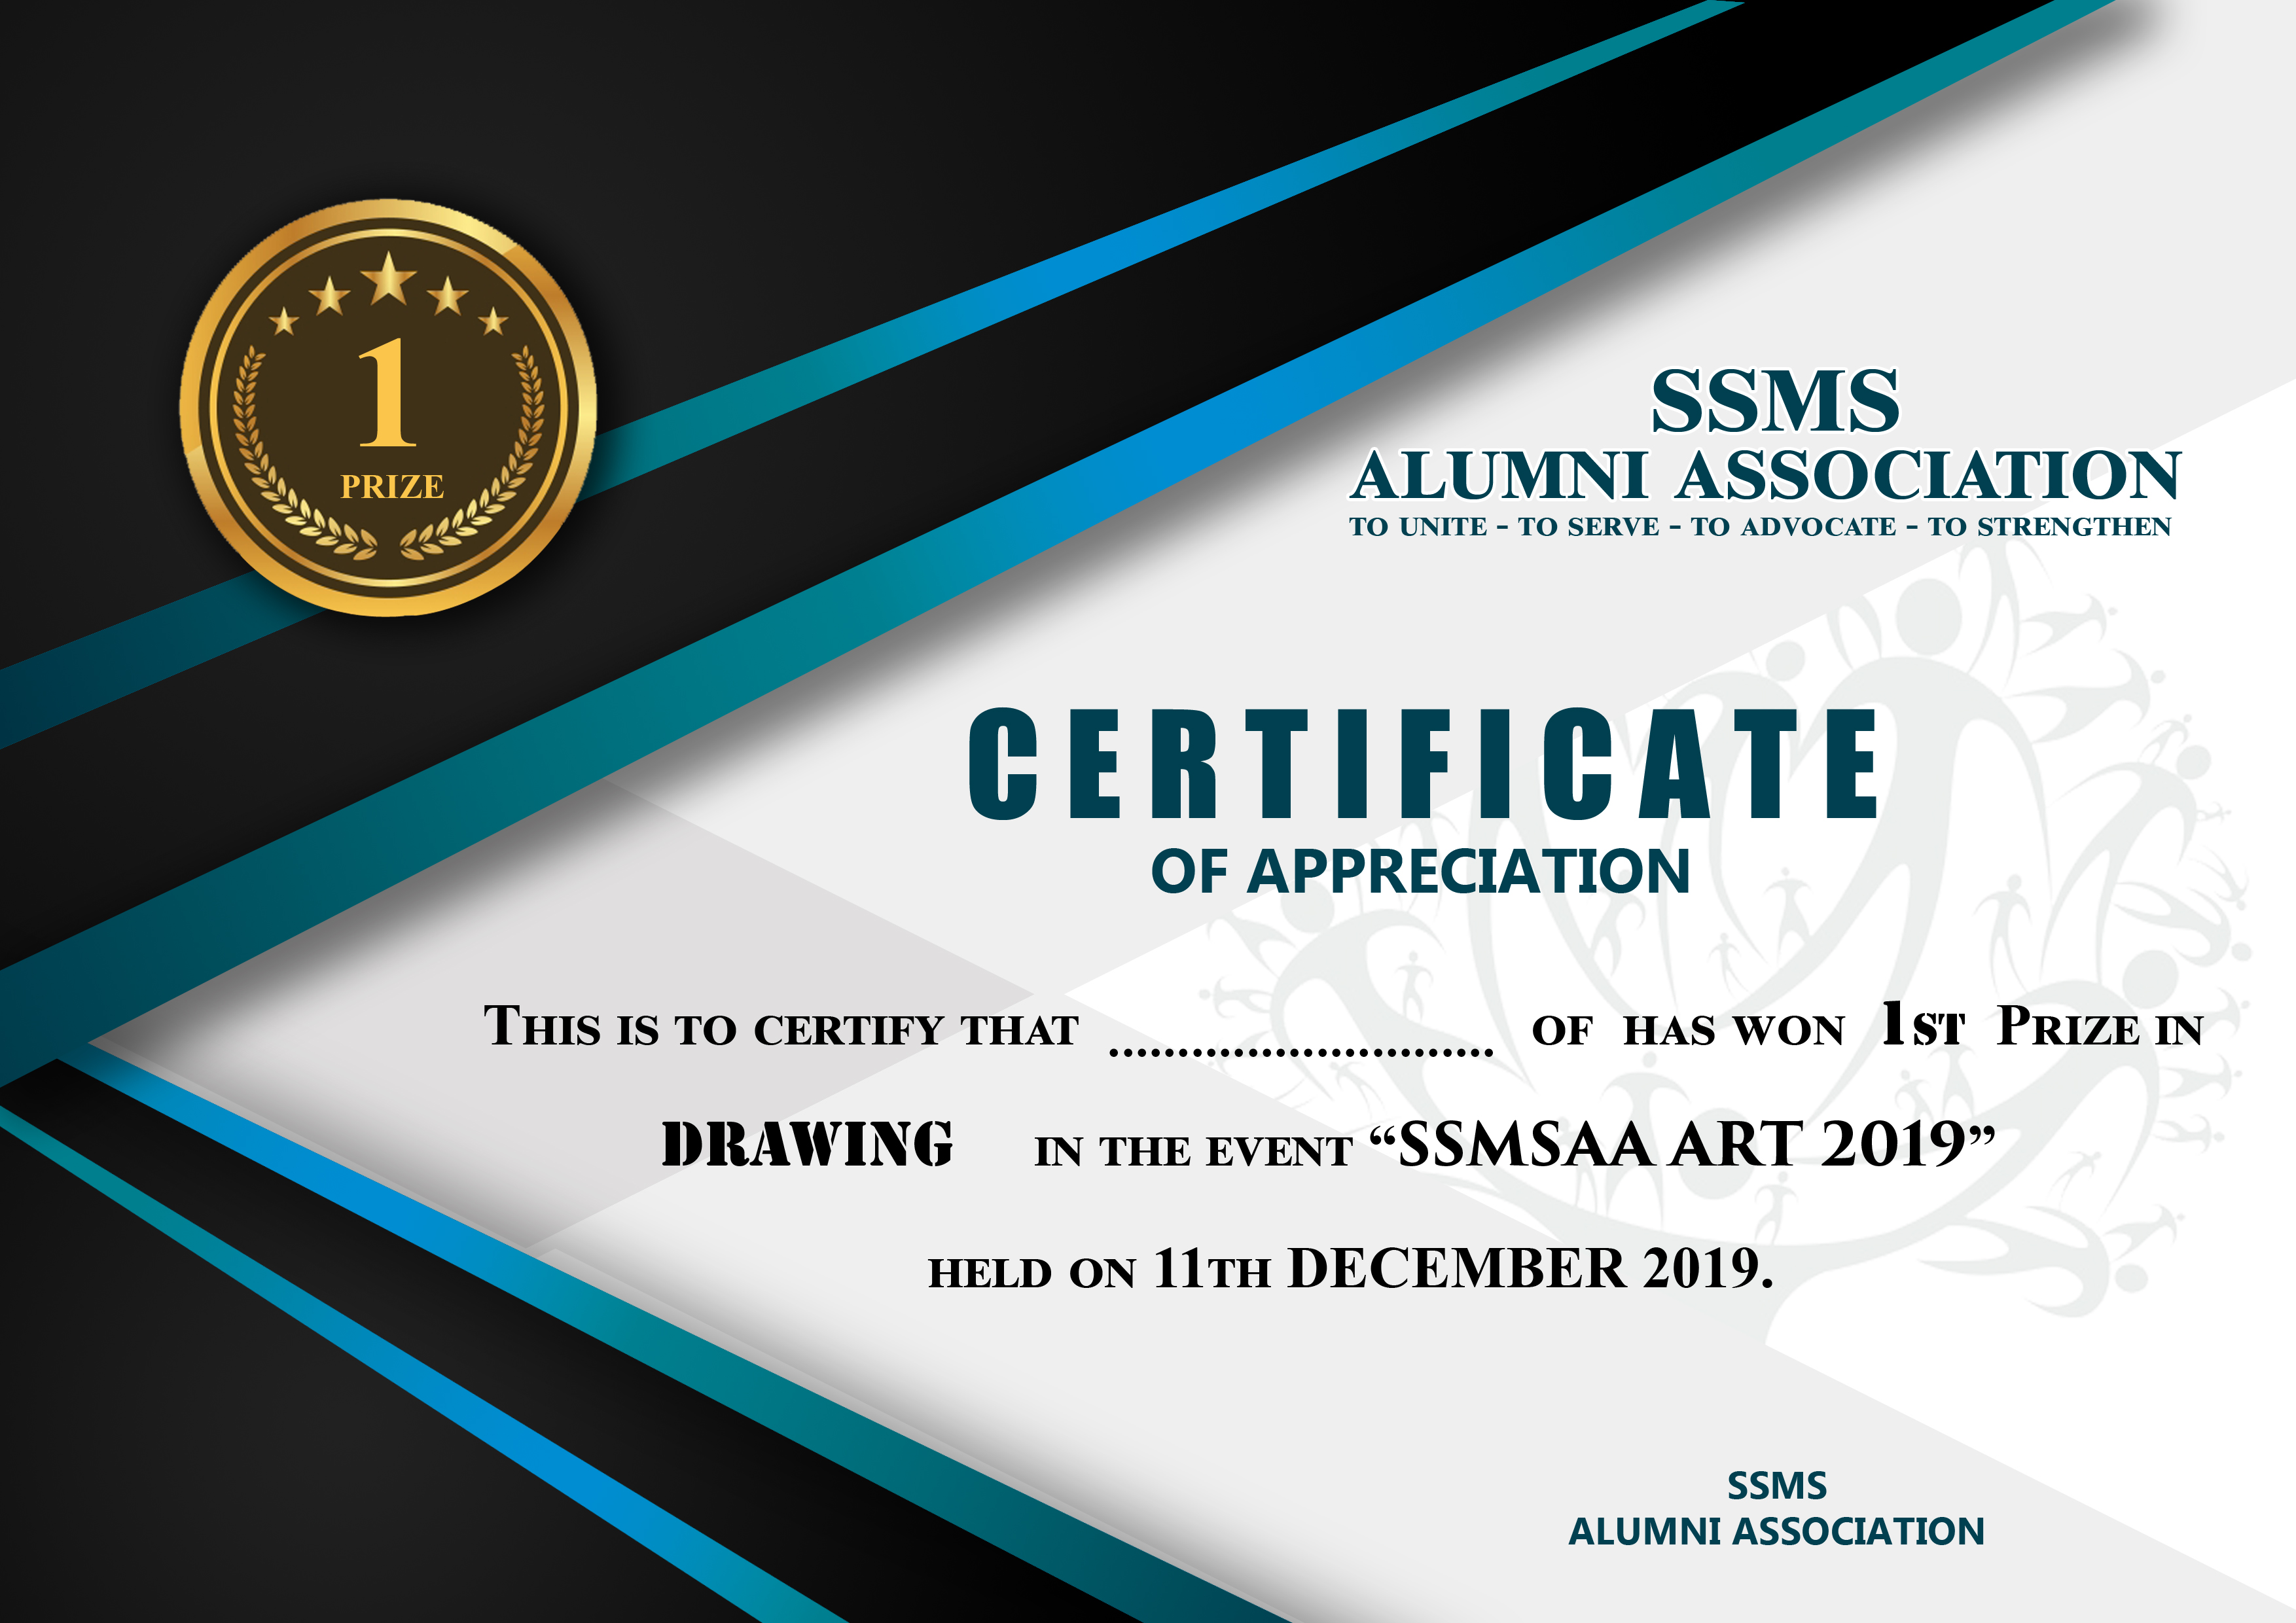 1
PRIZE
SSMS
ALUMNI ASSOCIATION
TO UNITE - TO SERVE - TO ADVOCATE - TO STRENGTHEN
CERTIFICATE
OF APPRECIATION
THIS IS TO CERTIFY THAT ............................ OF HAS WON 1st PRIZE IN
DRAWING IN THE EVENT “SSMSAA ART 2019”
HELD ON 11TH DECEMBER 2019.
SSMS
ALUMNI ASSOCIATION